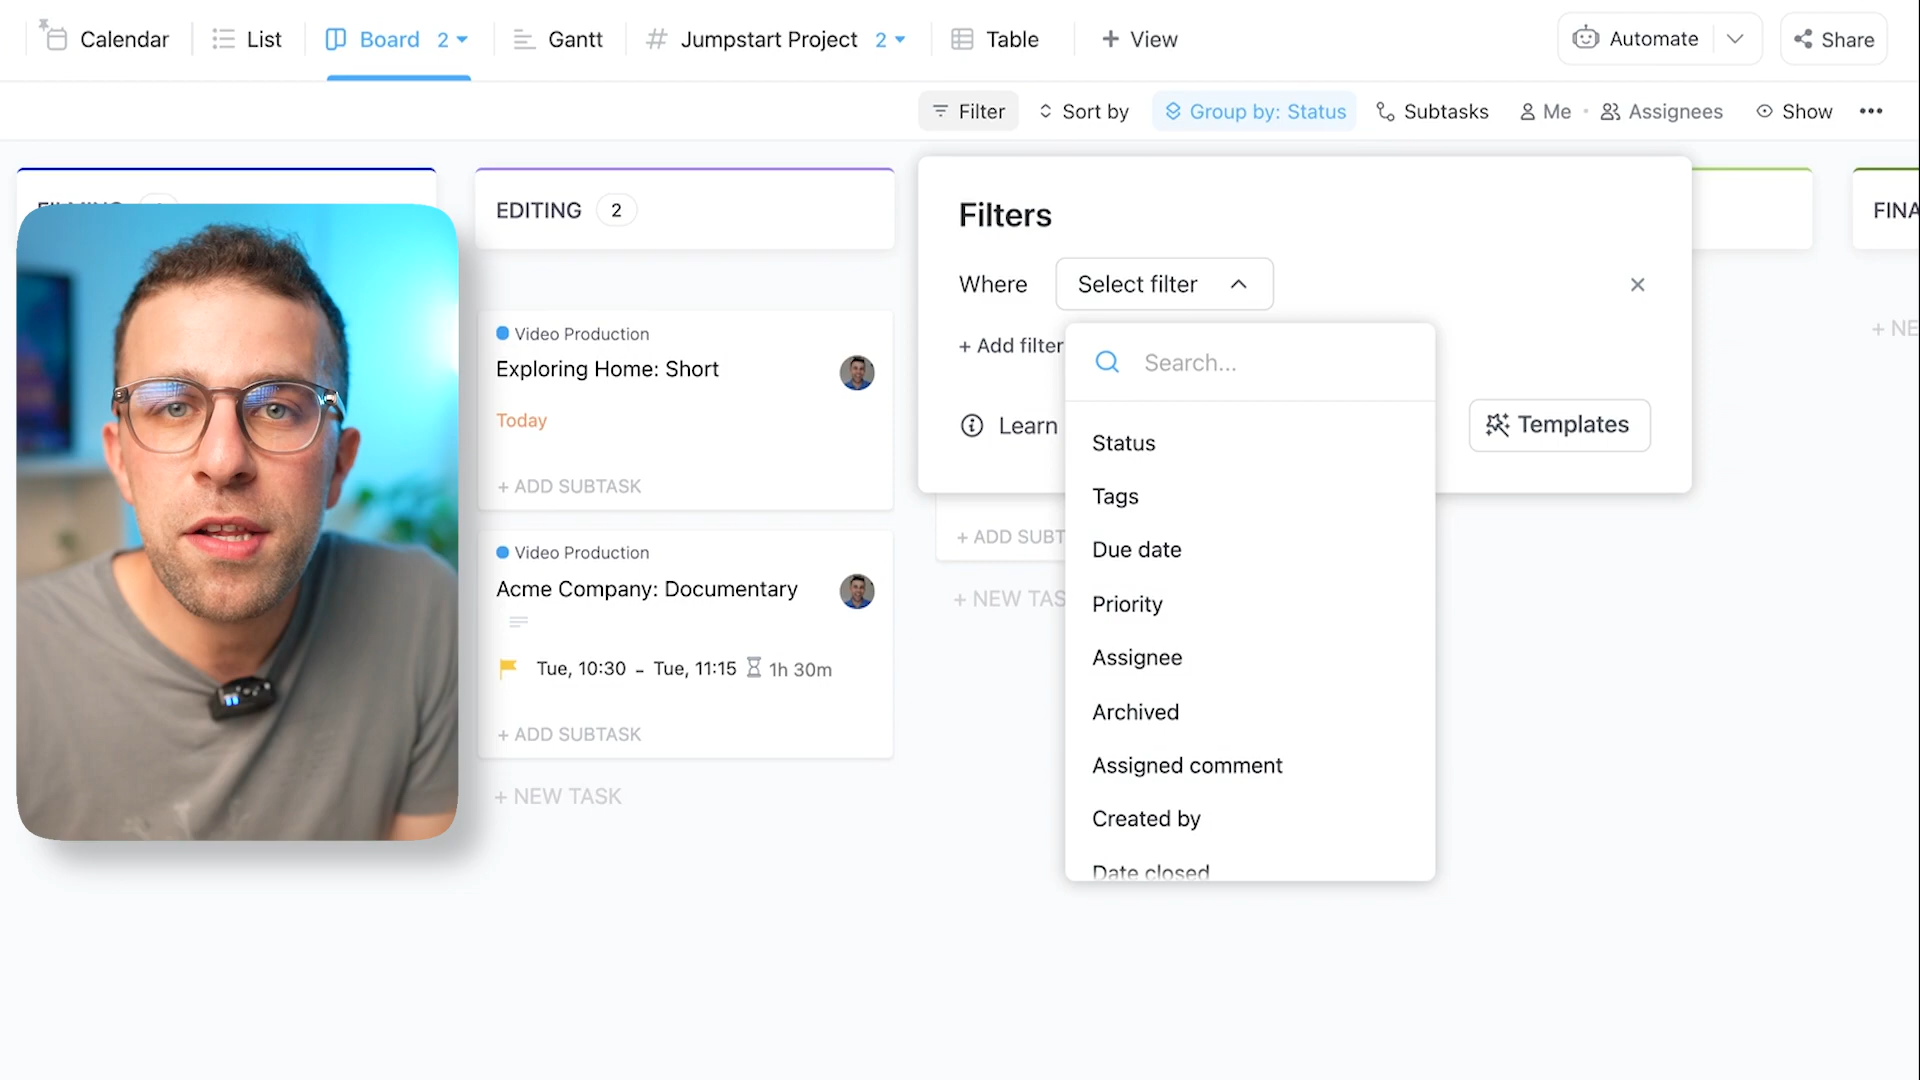 Calendar
List
Board 2
Gantt
# Jumpstart Project 2
Table
+ View
Automate
Share
Filter
Sort by
Group by: Status
Subtasks
Me
Assignees
Show
EDITING 2
Video Production
Exploring Home: Short
Today
+ ADD SUBTASK
Video Production
Acme Company: Documentary
Tue, 10:30 - Tue, 11:15 1h 30m
+ ADD SUBTASK
+ NEW TASK
Filters
Where
Select filter
+ Add filter
Learn
Templates
Search...
Status
Tags
Due date
Priority
Assignee
Archived
Assigned comment
Created by
Date closed
+ ADD SUBT
+ NEW TAS
FINA
+ NE